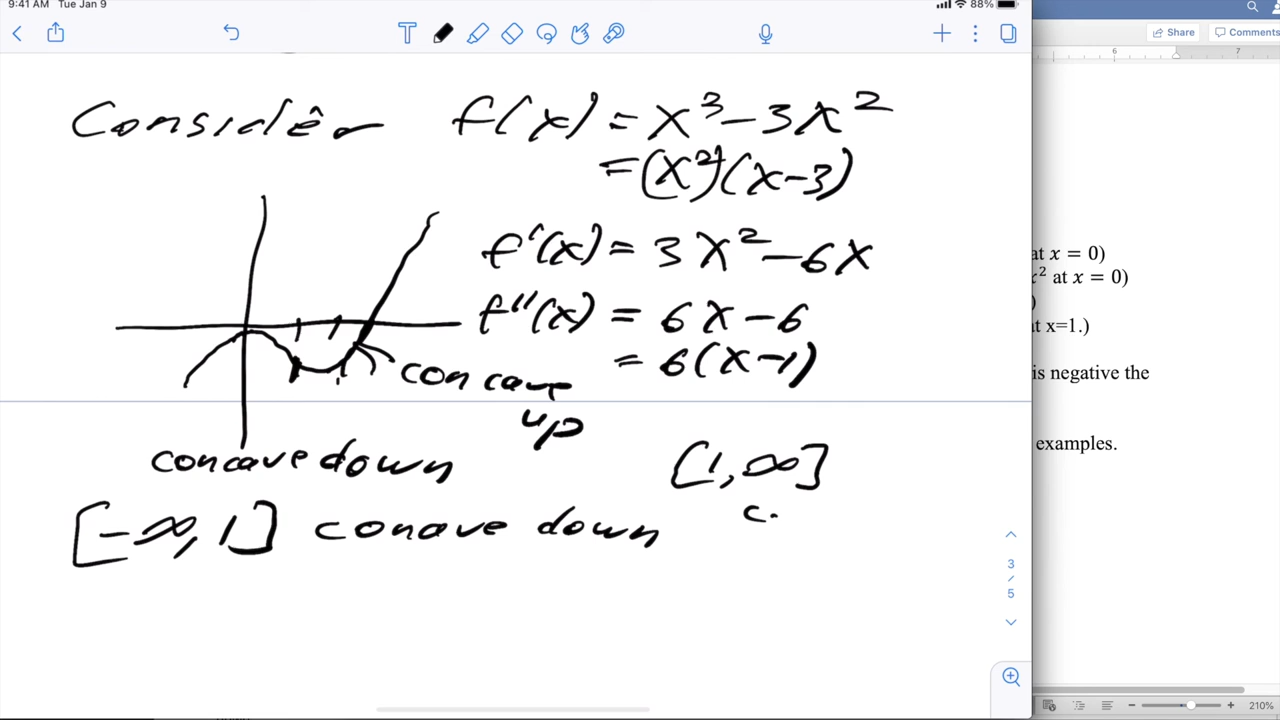 9:41 AM Tue Jan 9
88%
Share
Comments
6
7
Consider f(x) = x³ - 3x²
= (x²)(x-3)
at x = 0)
f'(x) = 3x² - 6x
x² at x = 0)
)
f''(x) = 6x - 6
at x=1.)
= 6(x-1)
is negative the
concave
up
examples.
concave down
[1, ∞]
c.
[-∞, 1] conave down
3
/
5
210%